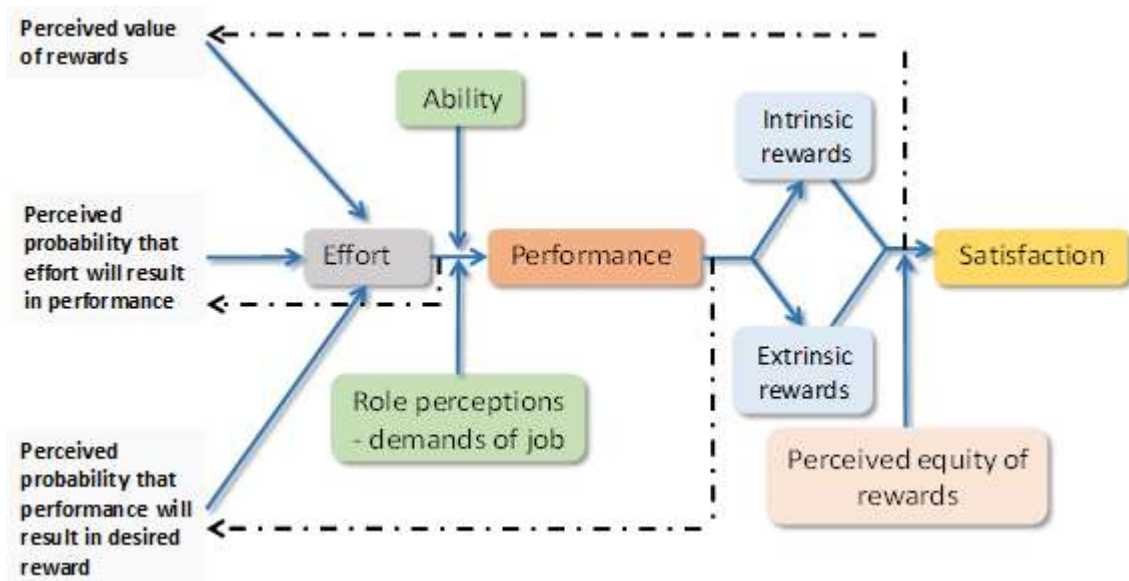 Perceived value
of rewards
Ability
Intrinsic
rewards
Perceived
probability that
effort will result
in performance
Effort
Performance
Satisfaction
Extrinsic
rewards
Role perceptions
- demands of job
Perceived
probability that
performance will
result in desired
reward
Perceived equity of
rewards